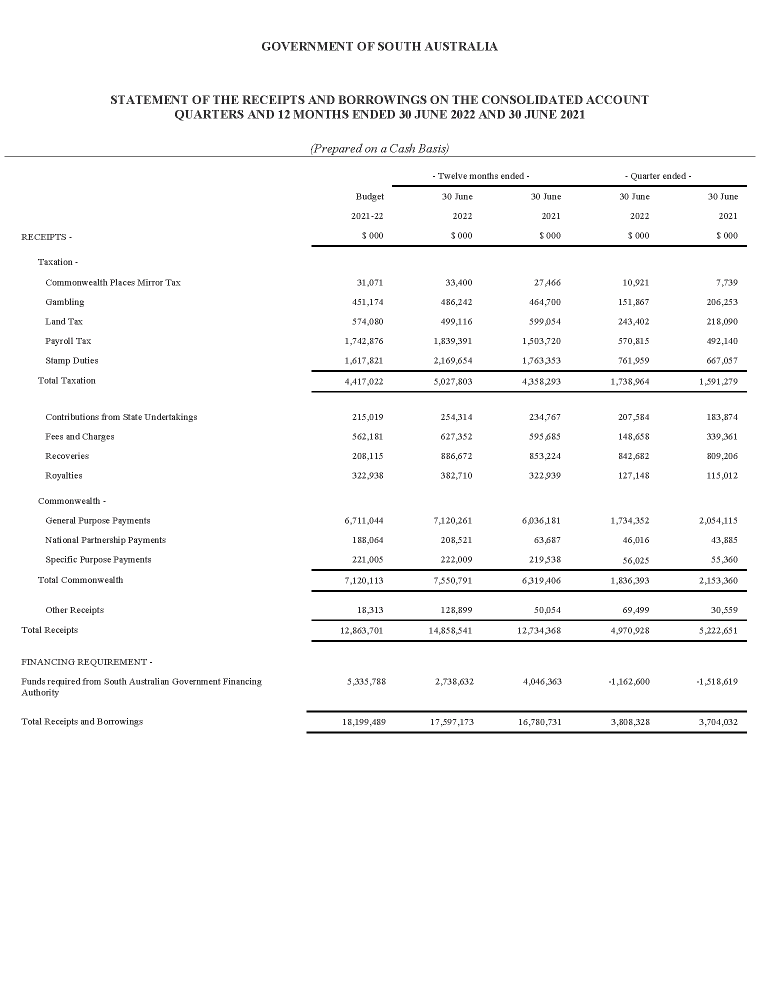 GOVERNMENT OF SOUTH AUSTRALIA
STATEMENT OF THE RECEIPTS AND BORROWINGS ON THE CONSOLIDATED ACCOUNT
QUARTERS AND 12 MONTHS ENDED 30 JUNE 2022 AND 30 JUNE 2021
(Prepared on a Cash Basis)
- Twelve months ended - - Quarter ended -
Budget 30 June 30 June 30 June 30 June
2021-22 2022 2021 2022 2021
RECEIPTS - $ 000 $ 000 $ 000 $ 000 $ 000
Taxation -
Commonwealth Places Mirror Tax 31,071 33,400 27,466 10,921 7,739
Gambling 451,174 486,242 464,700 151,867 206,253
Land Tax 574,080 499,116 599,054 243,402 218,090
Payroll Tax 1,742,876 1,839,391 1,503,720 570,815 492,140
Stamp Duties 1,617,821 2,169,654 1,763,353 761,959 667,057
Total Taxation 4,417,022 5,027,803 4,358,293 1,738,964 1,591,279
Contributions from State Undertakings 215,019 254,314 234,767 207,584 183,874
Fees and Charges 562,181 627,352 595,685 148,658 339,361
Recoveries 208,115 886,672 853,224 842,682 809,206
Royalties 322,938 382,710 322,939 127,148 115,012
Commonwealth -
General Purpose Payments 6,711,044 7,120,261 6,036,181 1,734,352 2,054,115
National Partnership Payments 188,064 208,521 63,687 46,016 43,885
Specific Purpose Payments 221,005 222,009 219,538 56,025 55,360
Total Commonwealth 7,120,113 7,550,791 6,319,406 1,836,393 2,153,360
Other Receipts 18,313 128,899 50,054 69,499 30,559
Total Receipts 12,863,701 14,858,541 12,734,368 4,970,928 5,222,651
FINANCING REQUIREMENT -
Funds required from South Australian Government Financing 5,335,788 2,738,632 4,046,363 -1,162,600 -1,518,619
Authority
Total Receipts and Borrowings 18,199,489 17,597,173 16,780,731 3,808,328 3,704,032